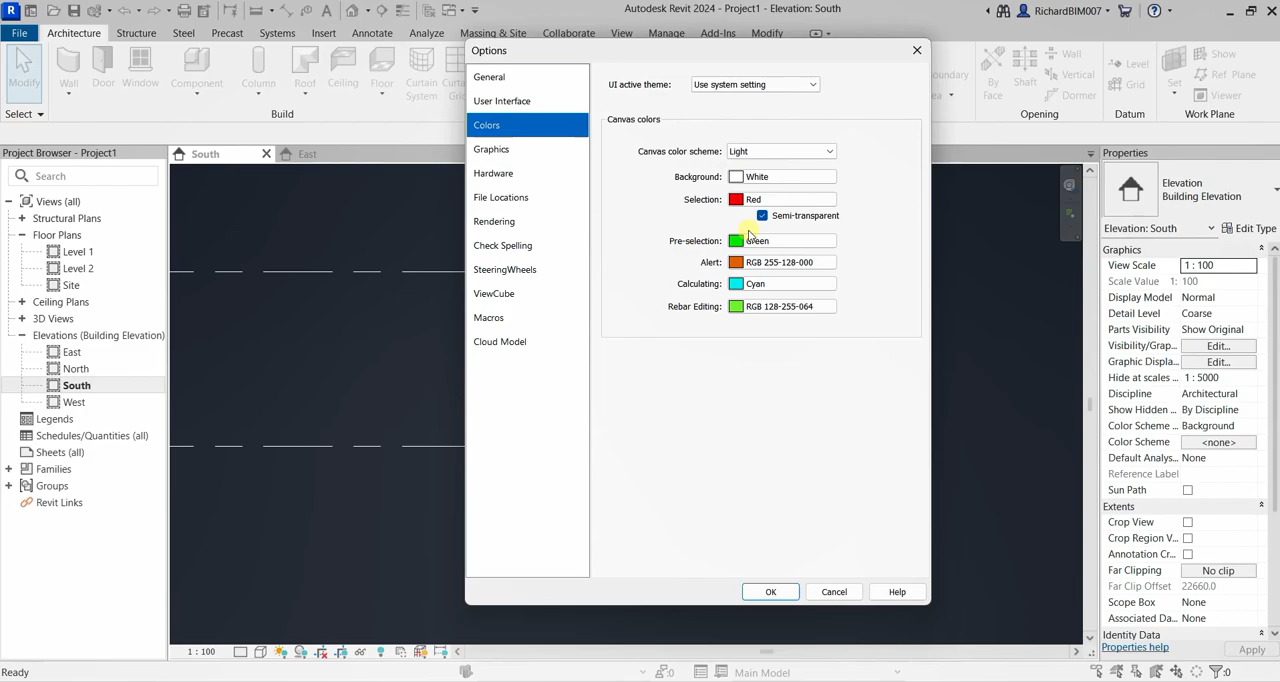 Autodesk Revit 2024 - Project1 - Elevation: South
RichardBIM007
File Architecture Structure Steel Precast Systems Insert Annotate Analyze Massing & Site Collaborate View Manage Add-Ins Modify
Modify
Wall
Door
Window
Component
Column
Roof
Ceiling
Floor
Curtain
System
By
Face
Shaft
Wall
Vertical
Dormer
Level
Grid
Set
Show
Ref Plane
Viewer
Select
Build
Opening
Datum
Work Plane
Project Browser - Project1
Search
Views (all)
Structural Plans
Floor Plans
Level 1
Level 2
Site
Ceiling Plans
3D Views
Elevations (Building Elevation)
East
North
South
West
Legends
Schedules/Quantities (all)
Sheets (all)
Families
Groups
Revit Links
South
East
Options
General
User Interface
Colors
Graphics
Hardware
File Locations
Rendering
Check Spelling
SteeringWheels
ViewCube
Macros
Cloud Model
UI active theme: Use system setting
Canvas colors
Canvas color scheme: Light
Background: White
Selection: Red
Semi-transparent
Pre-selection: Green
Alert: RGB 255-128-000
Calculating: Cyan
Rebar Editing: RGB 128-255-064
OK Cancel Help
Properties
Elevation
Building Elevation
Elevation: South Edit Type
Graphics
View Scale 1 : 100
Scale Value 1: 100
Display Model Normal
Detail Level Coarse
Parts Visibility Show Original
Visibility/Grap... Edit...
Graphic Displa... Edit...
Hide at scales ... 1 : 5000
Discipline Architectural
Show Hidden ... By Discipline
Color Scheme ... Background
Color Scheme <none>
Default Analys... None
Reference Label
Sun Path
Extents
Crop View
Crop Region V...
Annotation Cr...
Far Clipping No clip
Far Clip Offset 22660.0
Scope Box None
Associated Da... None
Identity Data
Properties help Apply
1 : 100
Ready
:0
Main Model
:0